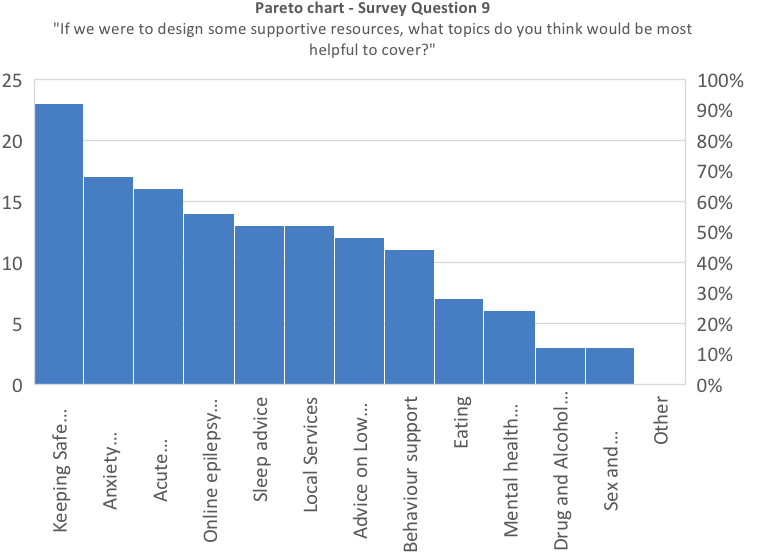 Pareto chart - Survey Question 9
"If we were to design some supportive resources, what topics do you think would be most
helpful to cover?"
25
20
15
10
5
0
100%
90%
80%
70%
60%
50%
40%
30%
20%
10%
0%
Keeping Safe...
Anxiety...
Acute...
Online epilepsy...
Sleep advice
Local Services
Advice on Low...
Behaviour support
Eating
Mental health...
Drug and Alcohol...
Sex and...
Other